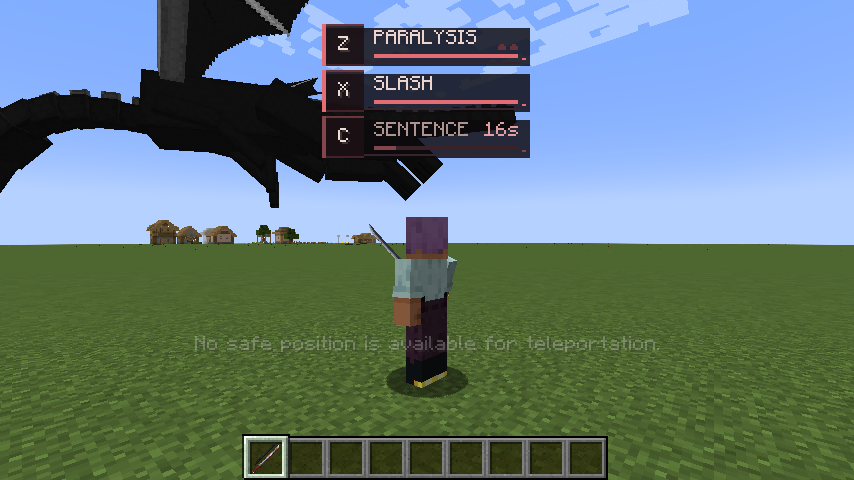 Z PARALYSIS
X SLASH
C SENTENCE 16s
No safe position is available for teleportation.